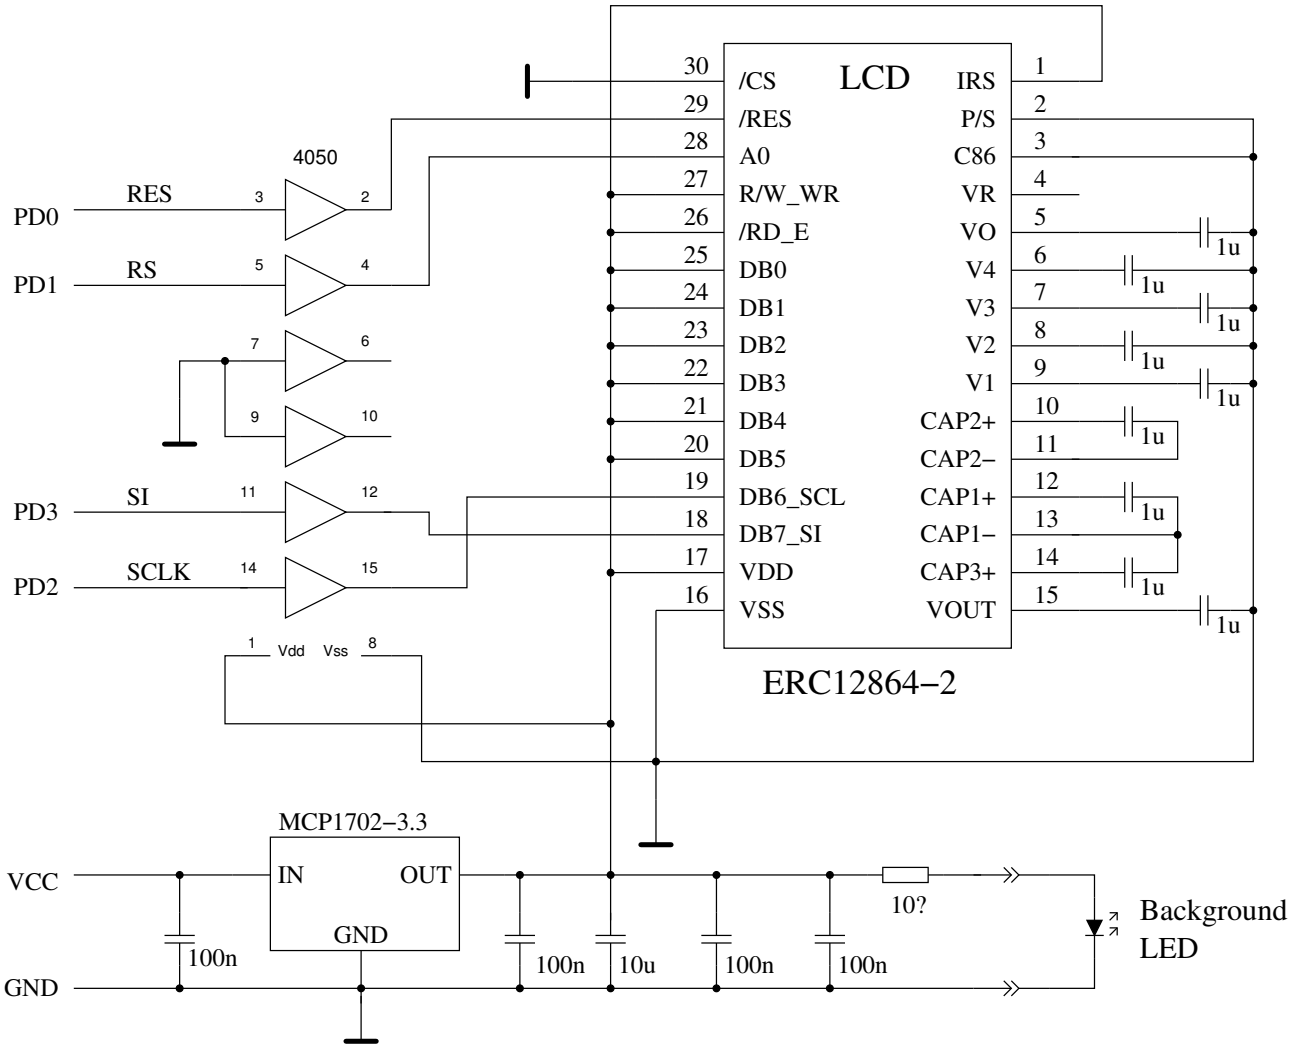 LCD
30 /CS IRS 1
29 /RES P/S 2
28 A0 C86 3
27 R/W_WR VR 4
26 /RD_E VO 5
1u
25 DB0 V4 6
1u
24 DB1 V3 7
1u
23 DB2 V2 8
1u
22 DB3 V1 9
1u
21 DB4 CAP2+ 10
1u
20 DB5 CAP2− 11
19 DB6_SCL CAP1+ 12
1u
18 DB7_SI CAP1− 13
17 VDD CAP3+ 14
1u
16 VSS VOUT 15
1u
ERC12864−2
4050
PD0 RES 3 2
PD1 RS 5 4
7 6
9 10
PD3 SI 11 12
PD2 SCLK 14 15
1 Vdd Vss 8
MCP1702−3.3
VCC IN OUT
GND
10?
Background
LED
100n 100n 10u 100n 100n
GND